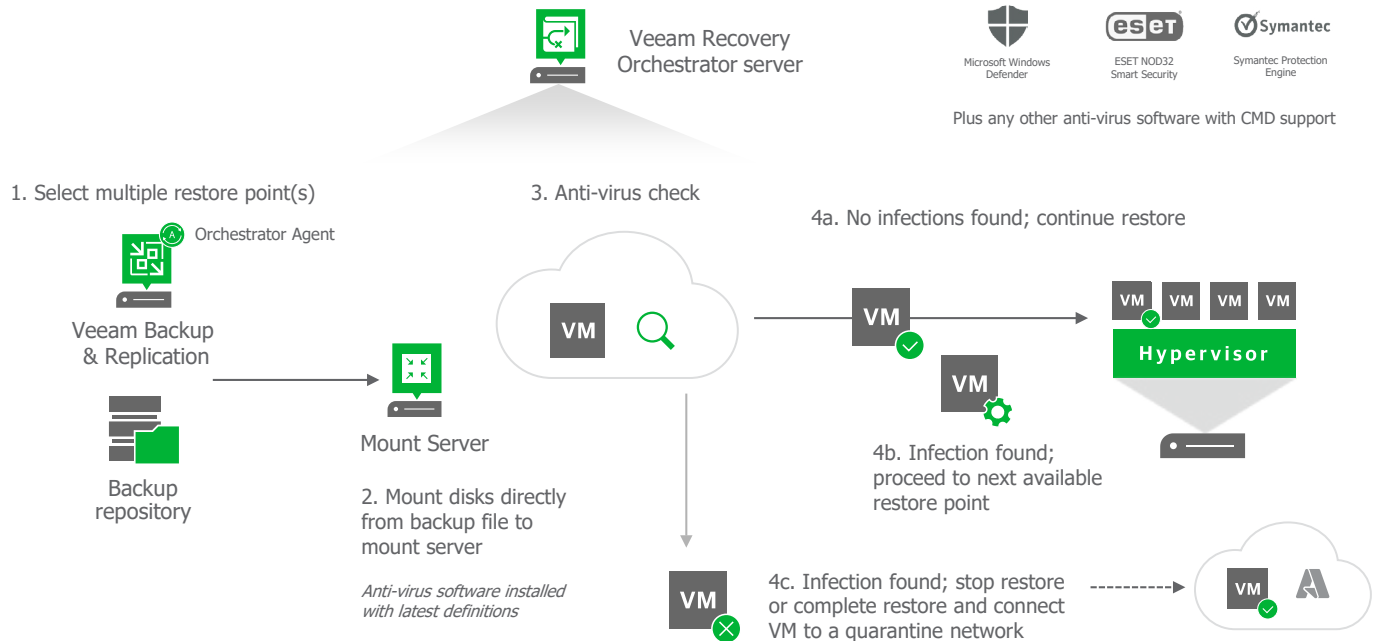 Veeam Recovery
Orchestrator server
Microsoft Windows
Defender
eset
ESET NOD32
Smart Security
Symantec
Symantec Protection
Engine
Plus any other anti-virus software with CMD support
1. Select multiple restore point(s)
A
Orchestrator Agent
Veeam Backup
& Replication
Backup
repository
Mount Server
2. Mount disks directly
from backup file to
mount server
Anti-virus software installed
with latest definitions
3. Anti-virus check
VM
4a. No infections found; continue restore
VM
VM VM VM VM
Hypervisor
VM
4b. Infection found;
proceed to next available
restore point
VM
4c. Infection found; stop restore
or complete restore and connect
VM to a quarantine network
VM